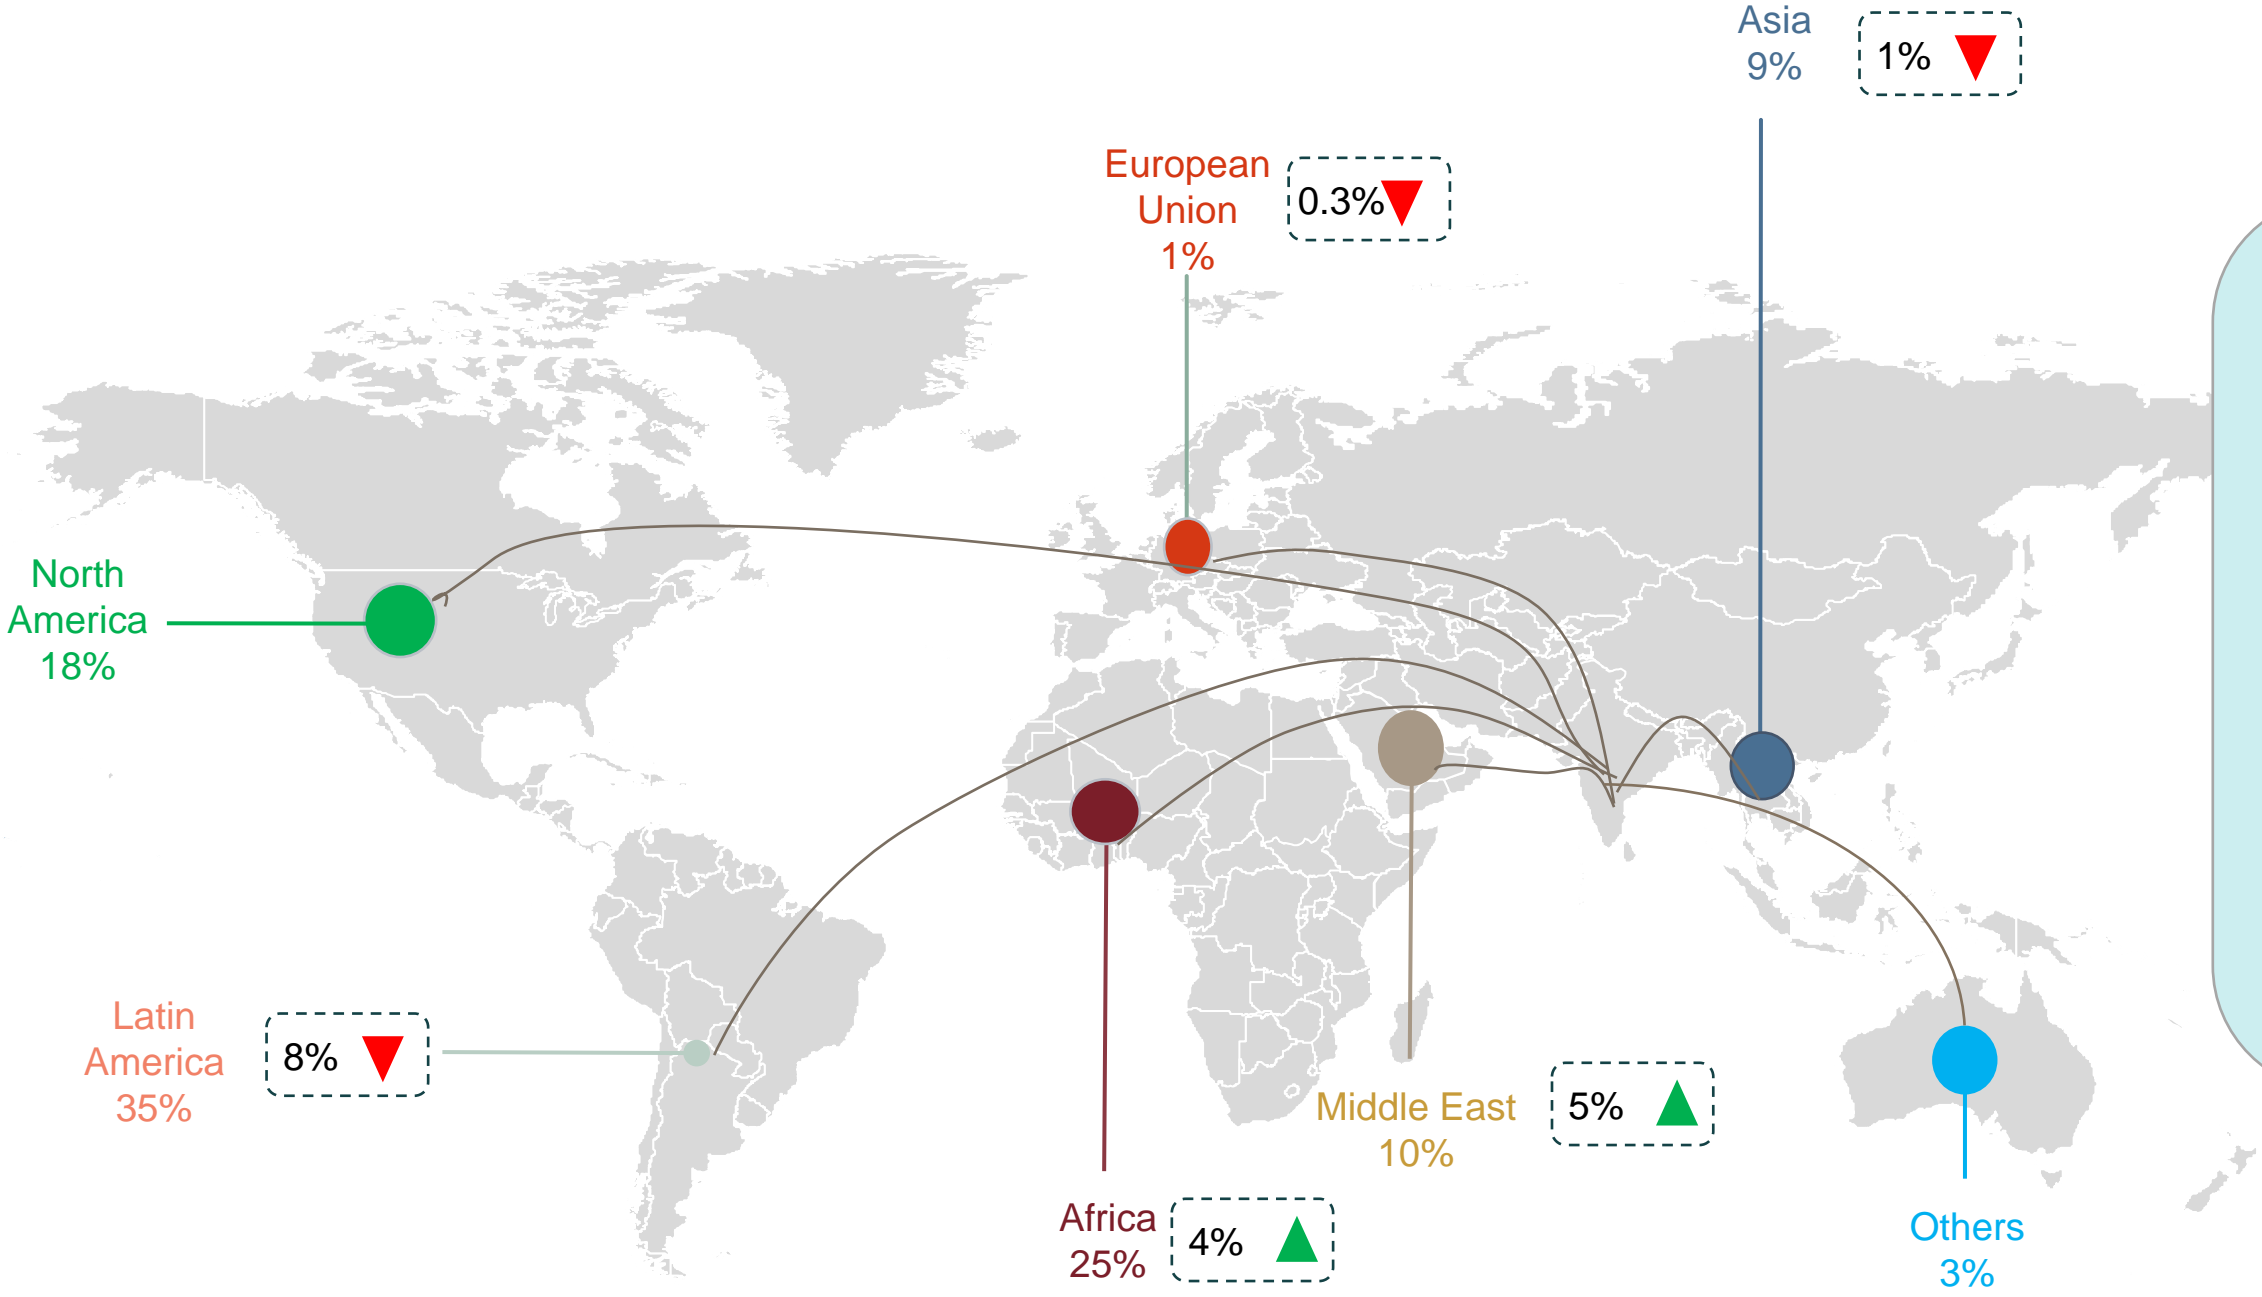 Asia
9%
1%
European
Union
1%
0.3%
North
America
18%
Latin
America
35%
8%
Middle East
10%
5%
Africa
25%
4%
Others
3%